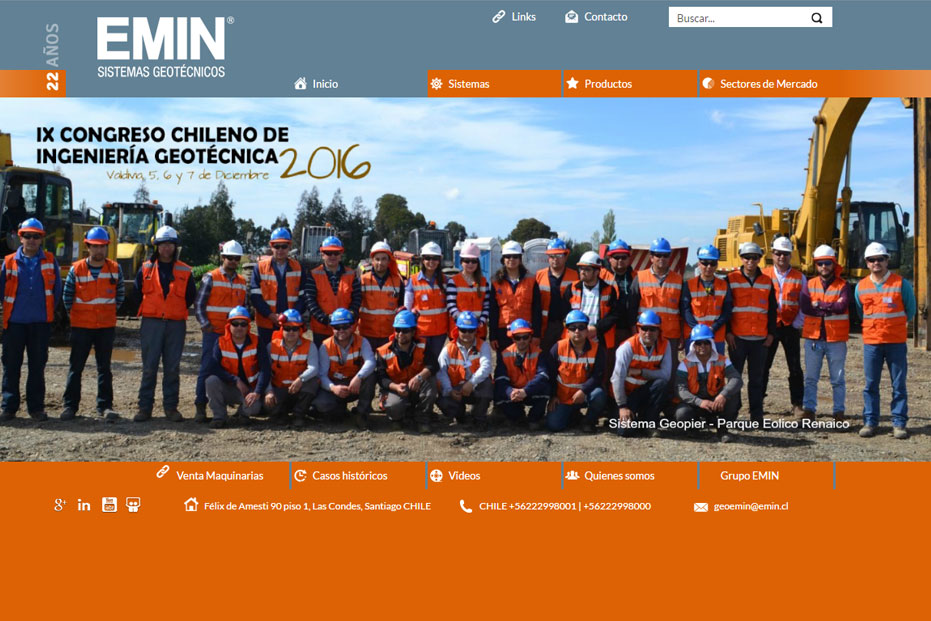 Links
Contacto
Buscar...
22 AÑOS
EMIN®
SISTEMAS GEOTÉCNICOS
Inicio
Sistemas
Productos
Sectores de Mercado
IX CONGRESO CHILENO DE
INGENIERÍA GEOTÉCNICA 2016
Valdivia, 5, 6 y 7 de Diciembre
Sistema Geopier - Parque Eolico Renaico
Venta Maquinarias
Casos históricos
Videos
Quienes somos
Grupo EMIN
Félix de Amesti 90 piso 1, Las Condes, Santiago CHILE
CHILE +56222998001 | +56222998000
geoemin@emin.cl